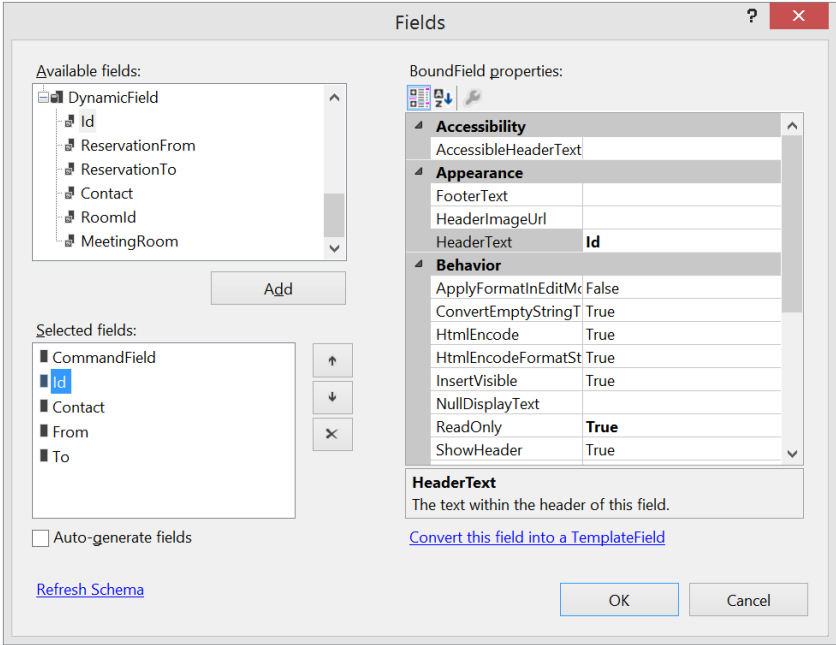 Fields
?
Available fields:
DynamicField
Id
ReservationFrom
ReservationTo
Contact
RoomId
MeetingRoom
Add
Selected fields:
CommandField
Id
Contact
From
To
Auto-generate fields
Refresh Schema
BoundField properties:
Accessibility
AccessibleHeaderText
Appearance
FooterText
HeaderImageUrl
HeaderText Id
Behavior
ApplyFormatInEditMo False
ConvertEmptyStringT True
HtmlEncode True
HtmlEncodeFormatSt True
InsertVisible True
NullDisplayText
ReadOnly True
ShowHeader True
HeaderText
The text within the header of this field.
Convert this field into a TemplateField
OK
Cancel